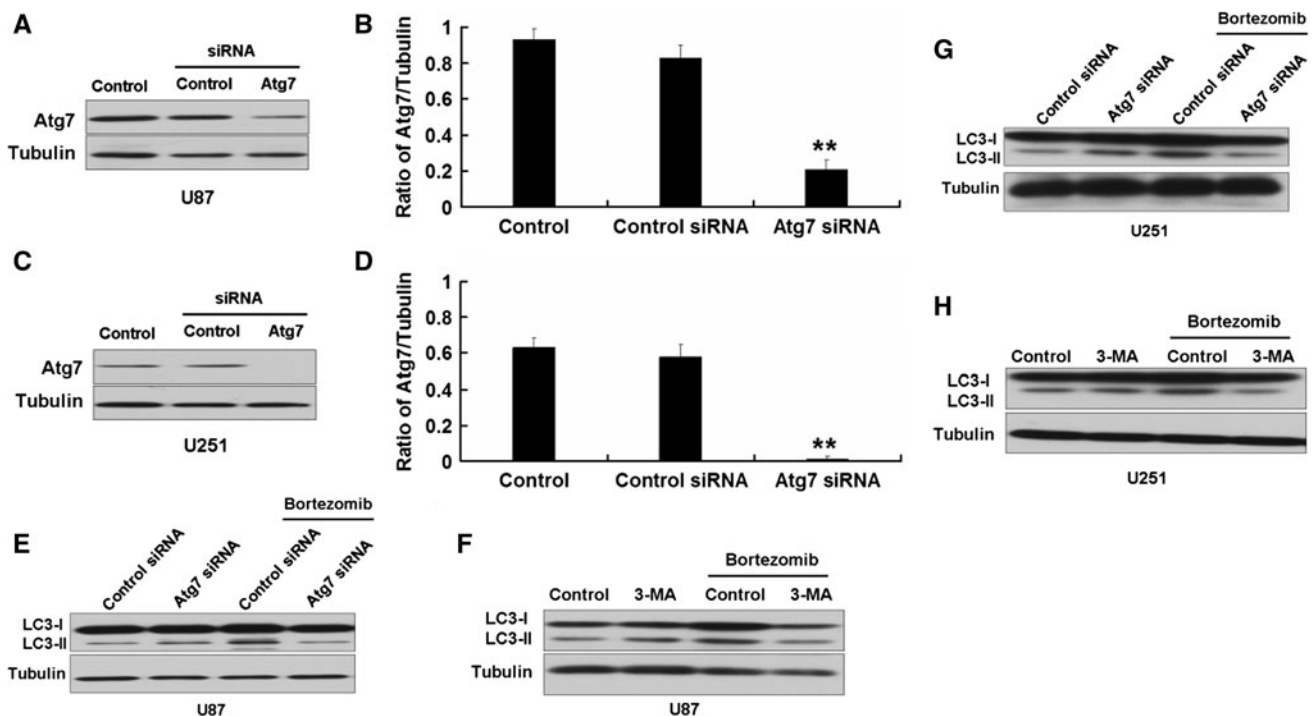 A
siRNA
Control Control Atg7
Atg7
Tubulin
U87
B
Ratio of Atg7/Tubulin
1
0.8
0.6
0.4
0.2
0
**
Control Control siRNA Atg7 siRNA
C
siRNA
Control Control Atg7
Atg7
Tubulin
U251
D
Ratio of Atg7/Tubulin
1
0.8
0.6
0.4
0.2
0
**
Control Control siRNA Atg7 siRNA
E
Bortezomib
Control siRNA Atg7 siRNA Control siRNA Atg7 siRNA
LC3-I
LC3-II
Tubulin
U87
F
Bortezomib
Control 3-MA Control 3-MA
LC3-I
LC3-II
Tubulin
U87
G
Bortezomib
Control siRNA Atg7 siRNA Control siRNA Atg7 siRNA
LC3-I
LC3-II
Tubulin
U251
H
Bortezomib
Control 3-MA Control 3-MA
LC3-I
LC3-II
Tubulin
U251